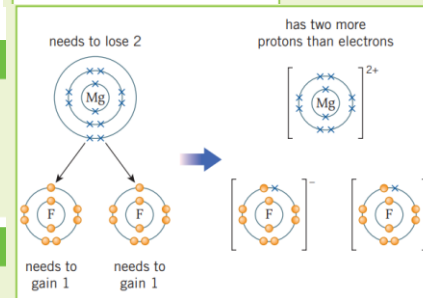 needs to lose 2
has two more
protons than electrons
Mg
Mg
2+
F
F
F
–
F
needs to
gain 1
needs to
gain 1